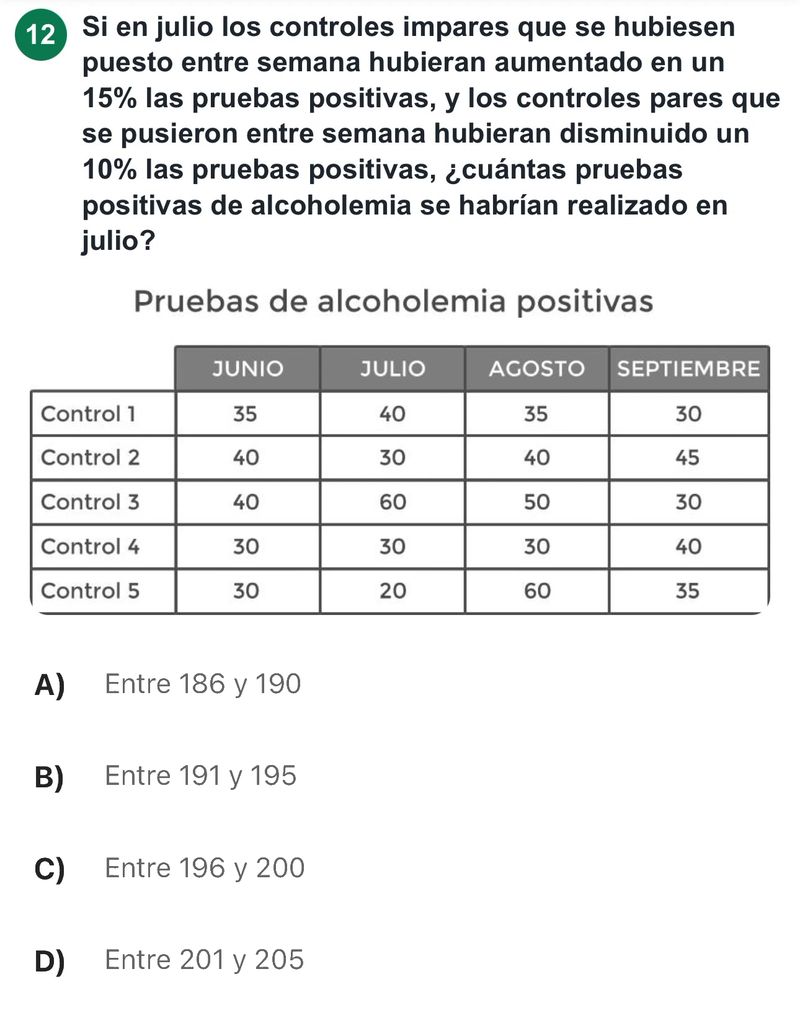 12 Si en julio los controles impares que se hubiesen
puesto entre semana hubieran aumentado en un
15% las pruebas positivas, y los controles pares que
se pusieron entre semana hubieran disminuido un
10% las pruebas positivas, ¿cuántas pruebas
positivas de alcoholemia se habrían realizado en
julio?
Pruebas de alcoholemia positivas
JUNIO JULIO AGOSTO SEPTIEMBRE
Control 1 35 40 35 30
Control 2 40 30 40 45
Control 3 40 60 50 30
Control 4 30 30 30 40
Control 5 30 20 60 35
A) Entre 186 y 190
B) Entre 191 y 195
C) Entre 196 y 200
D) Entre 201 y 205